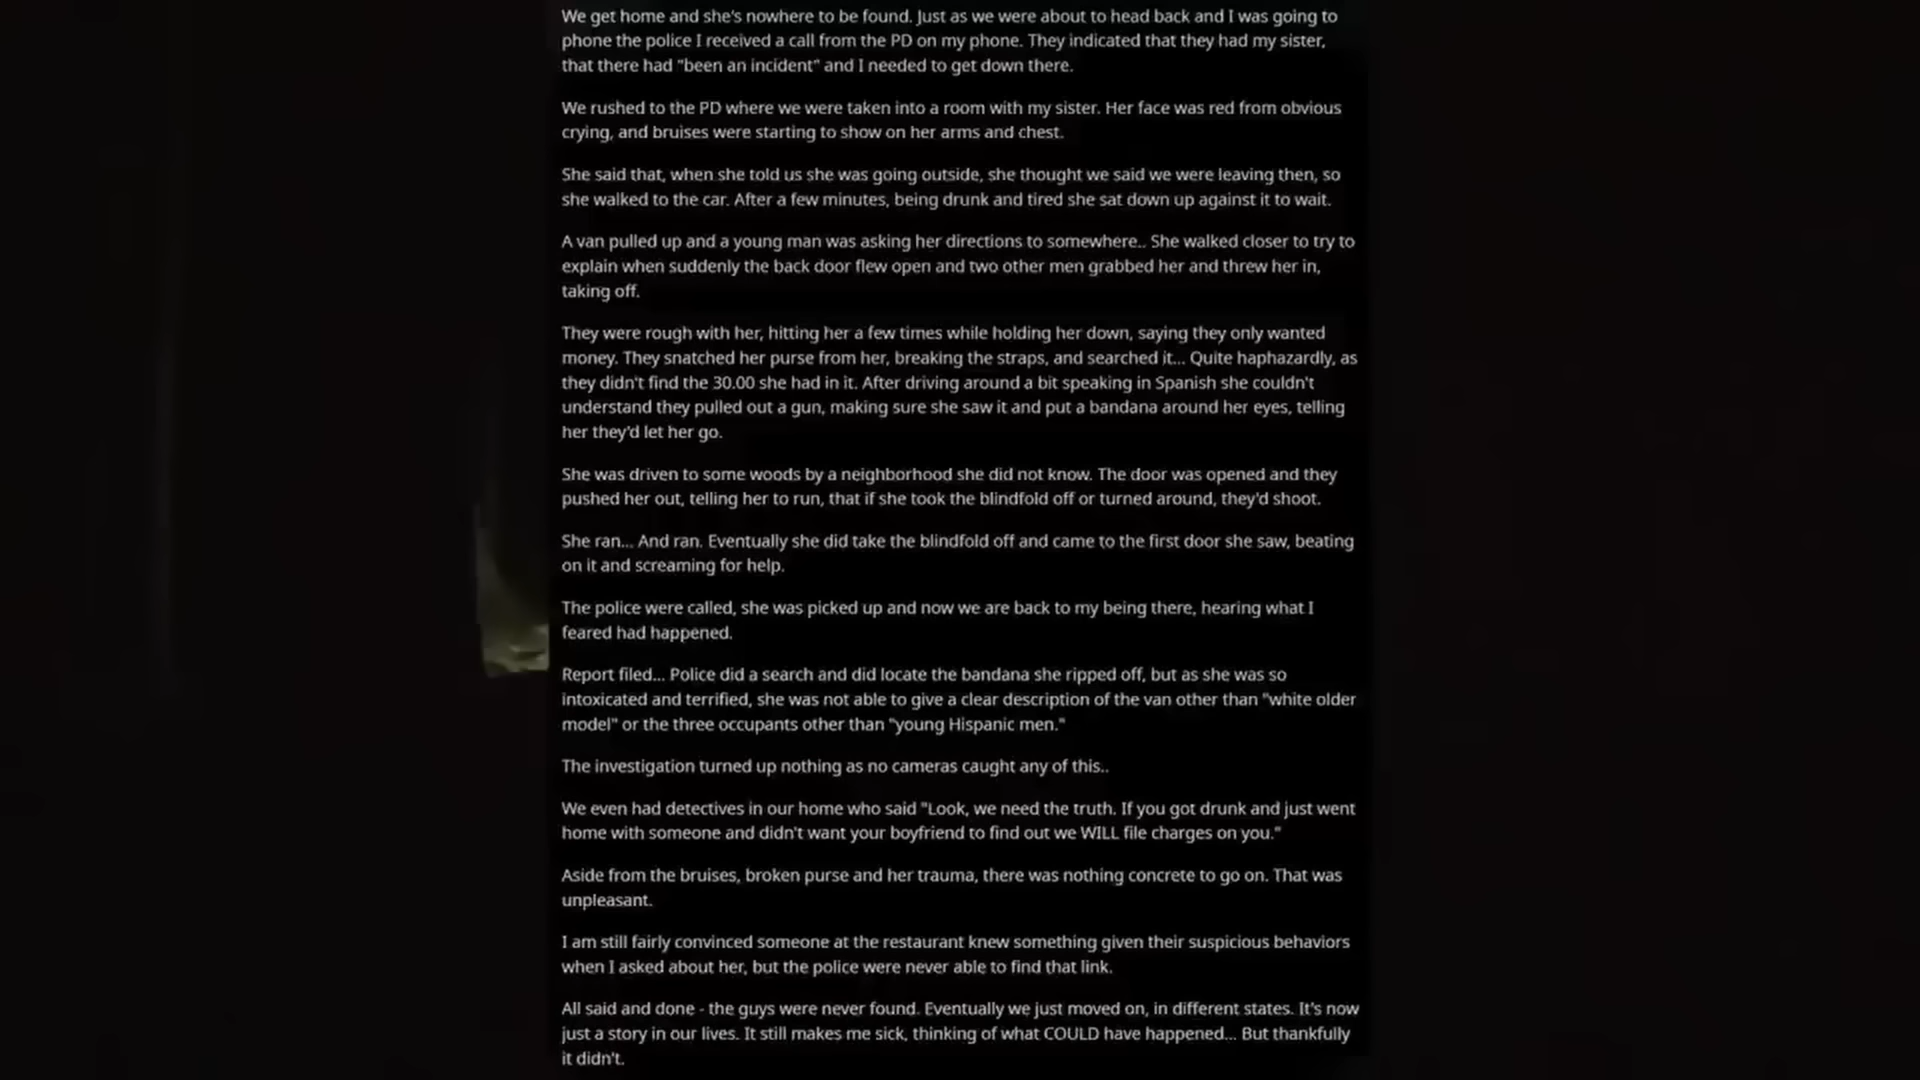 We get home and she's nowhere to be found. Just as we were about to head back and I was going to
phone the police I received a call from the PD on my phone. They indicated that they had my sister,
that there had "been an incident" and I needed to get down there.
We rushed to the PD where we were taken into a room with my sister. Her face was red from obvious
crying, and bruises were starting to show on her arms and chest.
She said that, when she told us she was going outside, she thought we said we were leaving then, so
she walked to the car. After a few minutes, being drunk and tired she sat down up against it to wait.
A van pulled up and a young man was asking her directions to somewhere.. She walked closer to try to
explain when suddenly the back door flew open and two other men grabbed her and threw her in,
taking off.
They were rough with her, hitting her a few times while holding her down, saying they only wanted
money. They snatched her purse from her, breaking the straps, and searched it... Quite haphazardly, as
they didn't find the 30.00 she had in it. After driving around a bit speaking in Spanish she couldn't
understand they pulled out a gun, making sure she saw it and put a bandana around her eyes, telling
her they'd let her go.
She was driven to some woods by a neighborhood she did not know. The door was opened and they
pushed her out, telling her to run, that if she took the blindfold off or turned around, they'd shoot.
She ran... And ran. Eventually she did take the blindfold off and came to the first door she saw, beating
on it and screaming for help.
The police were called, she was picked up and now we are back to my being there, hearing what I
feared had happened.
Report filed... Police did a search and did locate the bandana she ripped off, but as she was so
intoxicated and terrified, she was not able to give a clear description of the van other than "white older
model" or the three occupants other than "young Hispanic men."
The investigation turned up nothing as no cameras caught any of this..
We even had detectives in our home who said "Look, we need the truth. If you got drunk and just went
home with someone and didn't want your boyfriend to find out we WILL file charges on you."
Aside from the bruises, broken purse and her trauma, there was nothing concrete to go on. That was
unpleasant.
I am still fairly convinced someone at the restaurant knew something given their suspicious behaviors
when I asked about her, but the police were never able to find that link.
All said and done - the guys were never found. Eventually we just moved on, in different states. It's now
just a story in our lives. It still makes me sick, thinking of what COULD have happened... But thankfully
it didn't.